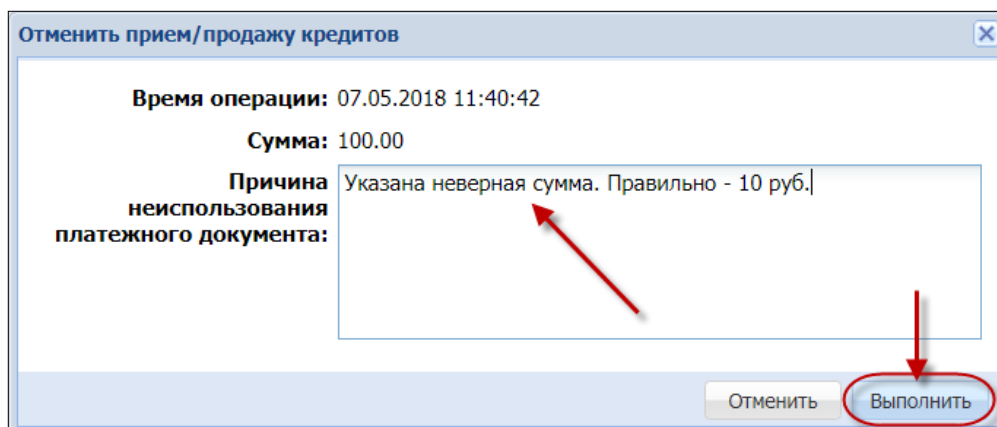 Отменить прием/продажу кредитов
Время операции: 07.05.2018 11:40:42
Сумма: 100.00
Причина Указана неверная сумма. Правильно - 10 руб.
неиспользования
платежного документа:
Отменить Выполнить